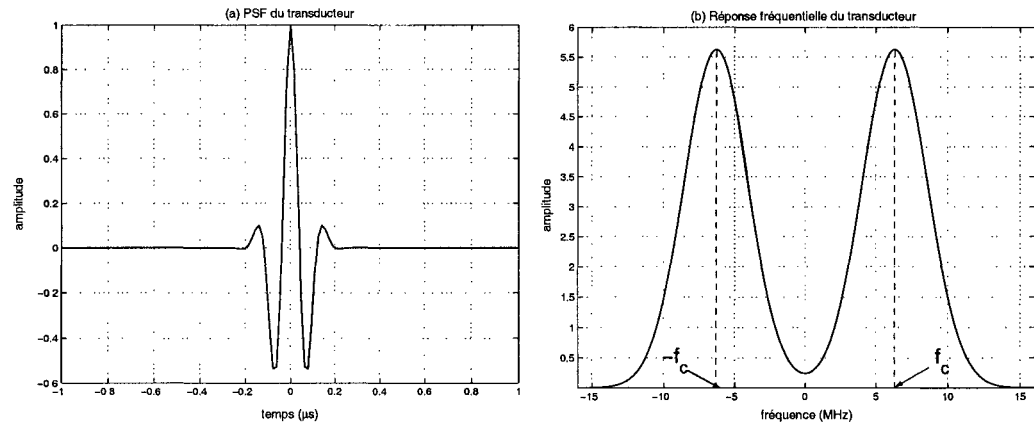 (a) PSF du transducteur
1
0.8
0.6
0.4
0.2
0
−0.2
−0.4
−0.6
amplitude
−1 −0.8 −0.6 −0.4 −0.2 0 0.2 0.4 0.6 0.8 1
temps (μs)
(b) Réponse fréquentielle du transducteur
6
5.5
5
4.5
4
3.5
3
2.5
2
1.5
1
0.5
amplitude
−f_c
f_c
−15 −10 −5 0 5 10 15
fréquence (MHz)